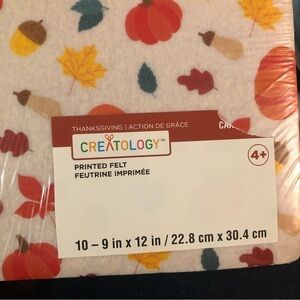 THANKSGIVING | ACTION DE GRÂCE
CREATOLOGY™
PRINTED FELT
FEUTRINE IMPRIMÉE
4+
10 – 9 in x 12 in / 22.8 cm x 30.4 cm